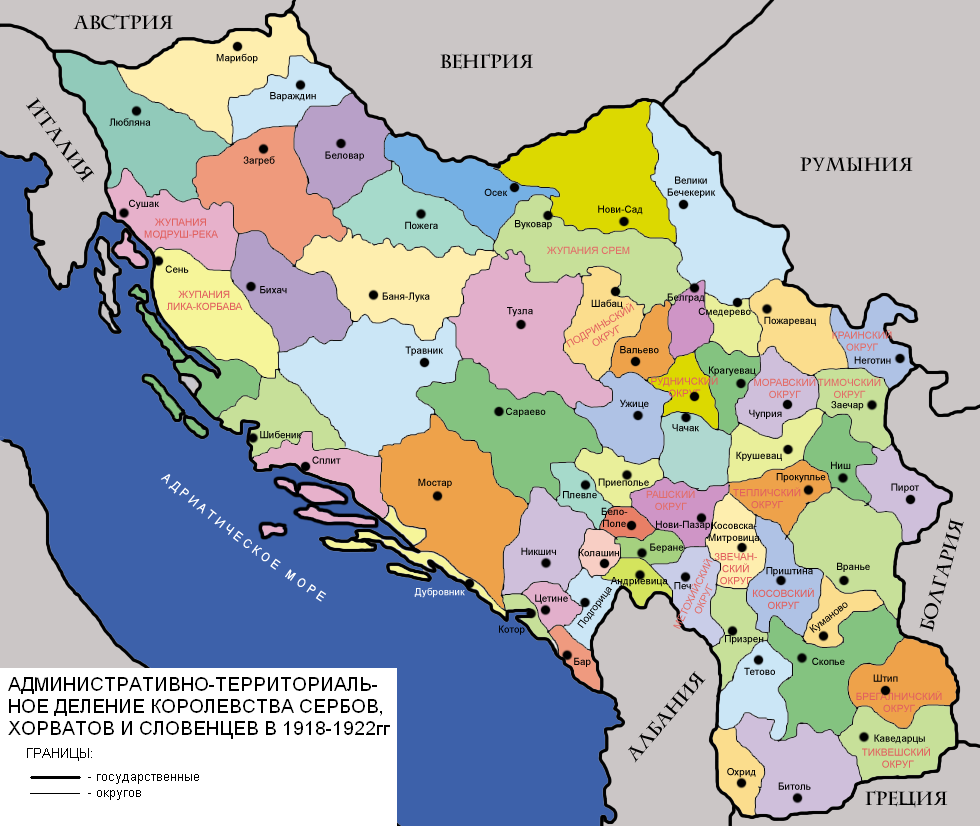 АВСТРИЯ
ВЕНГРИЯ
ИТАЛИЯ
РУМЫНИЯ
Марибор
Вараждин
Любляна
Загреб
Беловар
Осек
Велики
Бечекерик
Сушак
ЖУПАНИЯ
МОДРУШ-РЕКА
Пожега
Вуковар
Нови-Сад
ЖУПАНИЯ СРЕМ
Сень
ЖУПАНИЯ
ЛИКА-КОРБАВА
Бихач
Баня-Лука
Тузла
Шабац
ПОДРИНЬСКИЙ
ОКРУГ
Белград
Смедерево
Пожаревац
КРАИНСКИЙ
ОКРУГ
Неготин
Травник
Вальево
РУДНИЧСКИЙ
ОКРУГ
Крагуевац
МОРАВСКИЙ
ОКРУГ
Чуприя
ТИМОЧСКИЙ
ОКРУГ
Заечар
Сараево
Ужице
Чачак
Шибеник
Сплит
Мостар
Крушевац
Ниш
Пирот
Плевле
Приеполье
РАШСКИЙ
ОКРУГ
Нови-Пазар
Прокуплье
ТЕПЛИЧСКИЙ
ОКРУГ
Бело-
Поле
Косовска-
Митровица
ЗВЕЧАН-
СКИЙ
ОКРУГ
АДРИАТИЧЕСКОЕ МОРЕ
Никшич
Колашин
Беране
Андриевица
Печ
МЕТОХИЙСКИЙ
ОКРУГ
Приштина
КОСОВСКИЙ
ОКРУГ
Вранье
БОЛГАРИЯ
Дубровник
Цетине
Подгорица
Котор
Бар
Призрен
Куманово
Тетово
Скопье
Штип
БРЕГАЛНИЧСКИЙ
ОКРУГ
АЛБАНИЯ
Каведарцы
ТИКВЕШСКИЙ
ОКРУГ
Охрид
Битоль
ГРЕЦИЯ
АДМИНИСТРАТИВНО-ТЕРРИТОРИАЛЬ-
НОЕ ДЕЛЕНИЕ КОРОЛЕВСТВА СЕРБОВ,
ХОРВАТОВ И СЛОВЕНЦЕВ В 1918-1922гг
ГРАНИЦЫ:
- государственные
- округов